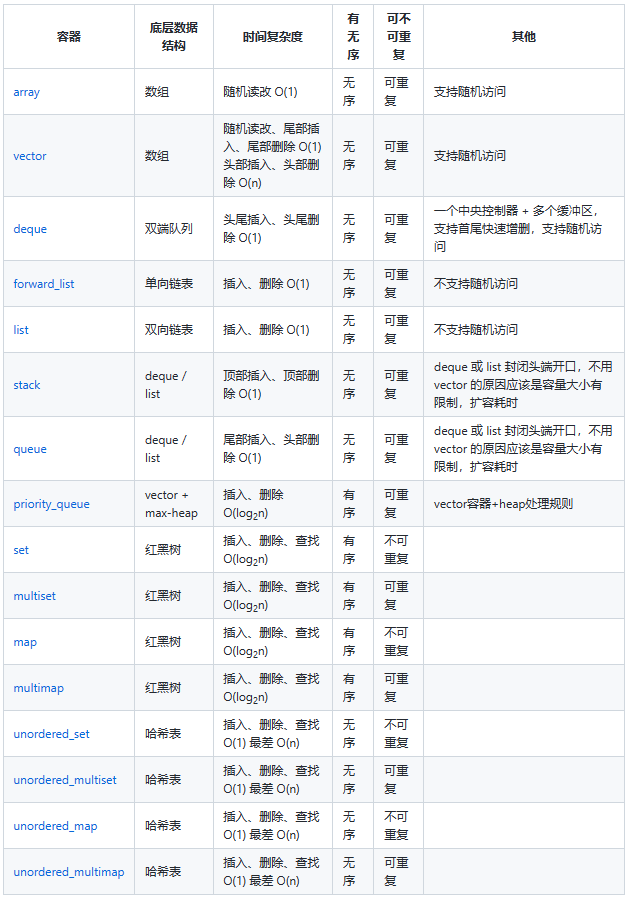 容器
底层数据
结构
时间复杂度
有
无
序
可不
可重
复
其他
array
数组
随机读改 O(1)
无
序
可重
复
支持随机访问
vector
数组
随机读改、尾部插
入、尾部删除 O(1)
头部插入、头部删
除 O(n)
无
序
可重
复
支持随机访问
deque
双端队列
头尾插入、头尾删
除 O(1)
无
序
可重
复
一个中央控制器 + 多个缓冲区，
支持首尾快速增删，支持随机访
问
forward_list
单向链表
插入、删除 O(1)
无
序
可重
复
不支持随机访问
list
双向链表
插入、删除 O(1)
无
序
可重
复
不支持随机访问
stack
deque /
list
顶部插入、顶部删
除 O(1)
无
序
可重
复
deque 或 list 封闭头端开口，不用
vector 的原因应该是容量大小有
限制，扩容耗时
queue
deque /
list
尾部插入、头部删
除 O(1)
无
序
可重
复
deque 或 list 封闭头端开口，不用
vector 的原因应该是容量大小有
限制，扩容耗时
priority_queue
vector +
max-heap
插入、删除
O(log2n)
有
序
可重
复
vector容器+heap处理规则
set
红黑树
插入、删除、查找
O(log2n)
有
序
不可
重复
multiset
红黑树
插入、删除、查找
O(log2n)
有
序
可重
复
map
红黑树
插入、删除、查找
O(log2n)
有
序
不可
重复
multimap
红黑树
插入、删除、查找
O(log2n)
有
序
可重
复
unordered_set
哈希表
插入、删除、查找
O(1) 最差 O(n)
无
序
不可
重复
unordered_multiset
哈希表
插入、删除、查找
O(1) 最差 O(n)
无
序
可重
复
unordered_map
哈希表
插入、删除、查找
O(1) 最差 O(n)
无
序
不可
重复
unordered_multimap
哈希表
插入、删除、查找
O(1) 最差 O(n)
无
序
可重
复